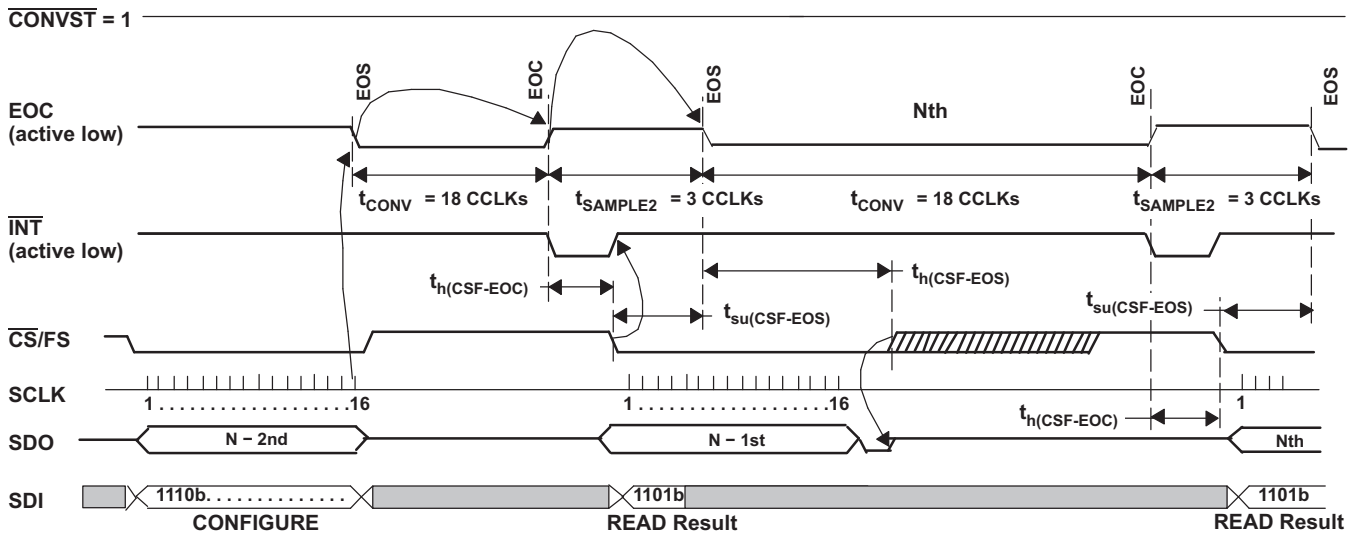 CONVST = 1
EOS
EOC
EOS
EOC
EOS
EOC
(active low)
Nth
tCONV = 18 CCLKs
tSAMPLE2 = 3 CCLKs
tCONV = 18 CCLKs
tSAMPLE2 = 3 CCLKs
INT
(active low)
th(CSF-EOC)
th(CSF-EOS)
tsu(CSF-EOS)
tsu(CSF-EOS)
CS/FS
SCLK
1 . . . . . . . . . . . . . . . . . . . .16
1 . . . . . . . . . . . . . . . . . . . .16
1
th(CSF-EOC)
SDO
N − 2nd
N − 1st
Nth
SDI
1110b. . . . . . . . . . . . . .
1101b
1101b
CONFIGURE
READ Result
READ Result